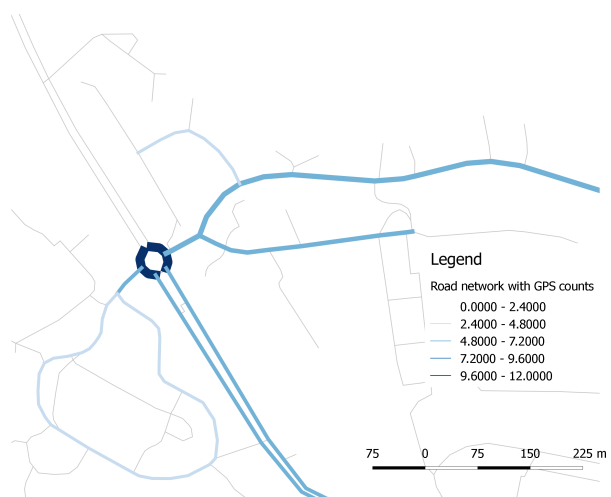 Legend
Road network with GPS counts
0.0000 - 2.4000
2.4000 - 4.8000
4.8000 - 7.2000
7.2000 - 9.6000
9.6000 - 12.0000
75 0 75 150 225 m